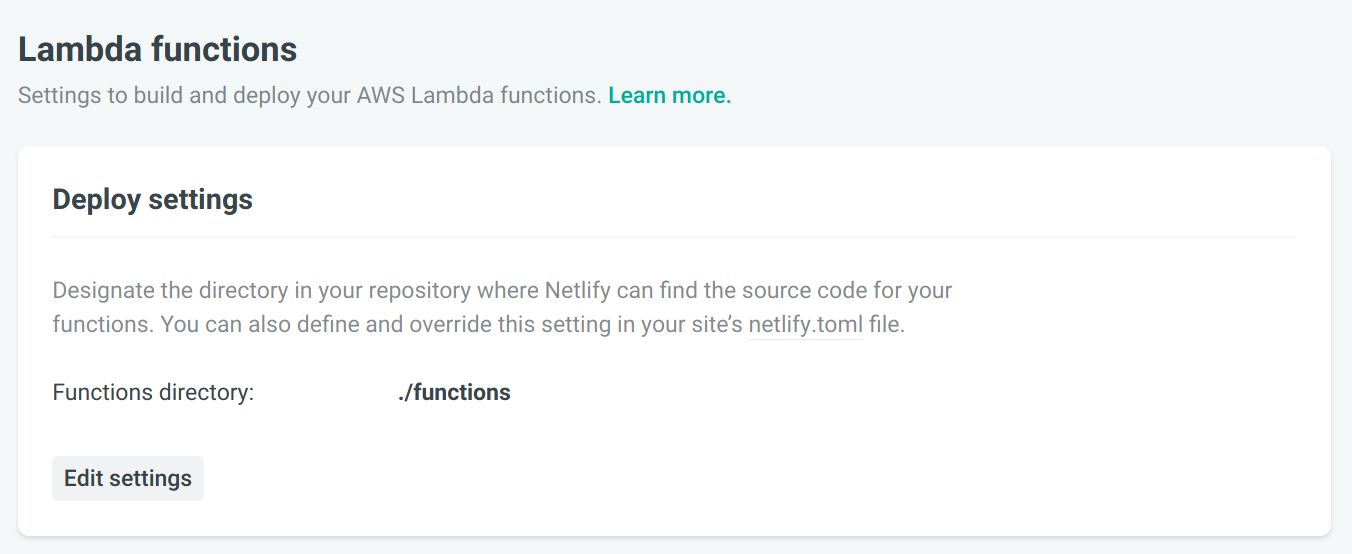 Lambda functions
Settings to build and deploy your AWS Lambda functions. Learn more.
Deploy settings
Designate the directory in your repository where Netlify can find the source code for your
functions. You can also define and override this setting in your site’s netlify.toml file.
Functions directory: ./functions
Edit settings